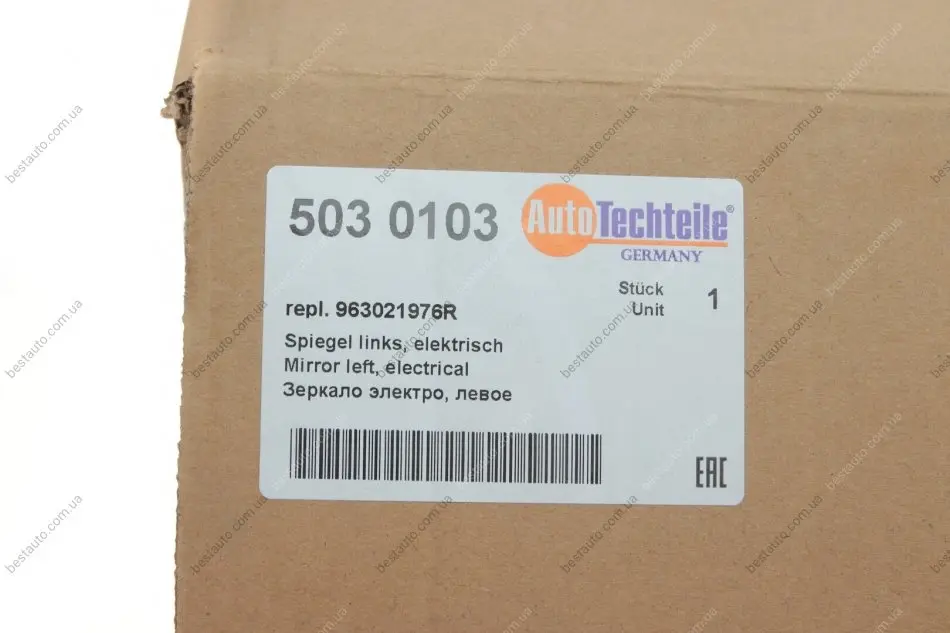 503 0103
AutoTechteile®
GERMANY
Stück
Unit
1
repl. 963021976R
Spiegel links, elektrisch
Mirror left, electrical
Зеркало электро, левое
EAC
bestauto.com.ua